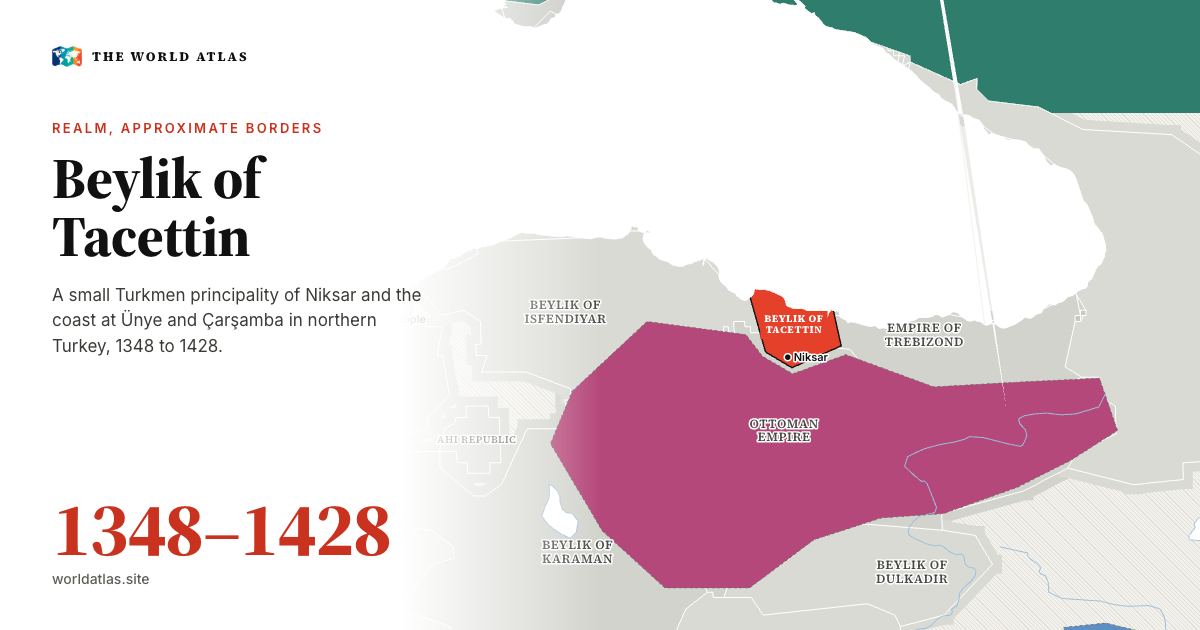 THE WORLD ATLAS
REALM, APPROXIMATE BORDERS
Beylik of
Tacettin
A small Turkmen principality of Niksar and the
coast at Ünye and Çarşamba in northern
Turkey, 1348 to 1428.
1348–1428
worldatlas.site
BEYLIK OF
ISFENDIYAR
BEYLIK OF
TACETTIN
Niksar
EMPIRE OF
TREBIZOND
OTTOMAN
EMPIRE
AHI REPUBLIC
BEYLIK OF
KARAMAN
BEYLIK OF
DULKADIR